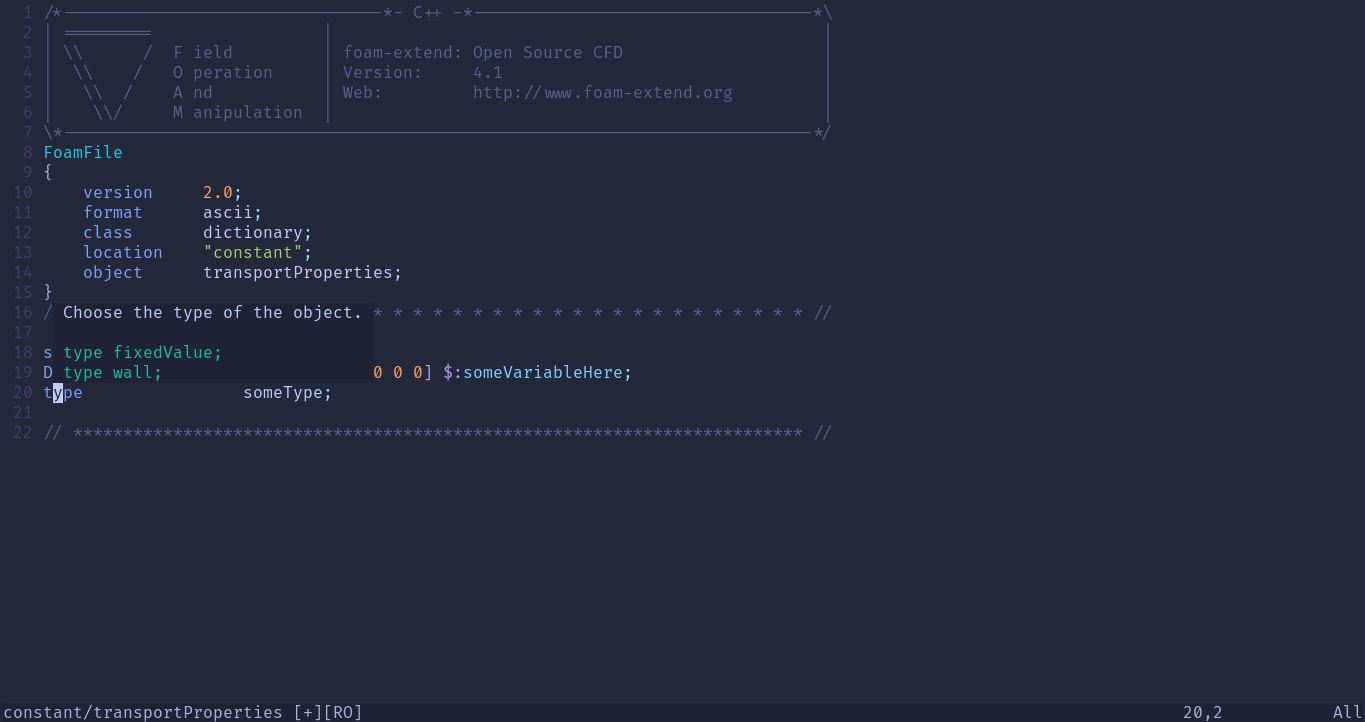 1 /*--------------------------------*- C++ -*----------------------------------*\
2 | =========                 |                                                 |
3 | \\      /  F ield         | foam-extend: Open Source CFD                    |
4 |  \\    /   O peration     | Version:     4.1                                |
5 |   \\  /    A nd           | Web:         http://www.foam-extend.org         |
6 |    \\/     M anipulation  |                                                 |
7 \*---------------------------------------------------------------------------*/
8 FoamFile
9 {
10     version     2.0;
11     format      ascii;
12     class       dictionary;
13     location    "constant";
14     object      transportProperties;
15 }
16 / Choose the type of the object. * * * * * * * * * * * * * * * * * * * * * * //
17
18 s type fixedValue;
19 D type wall;                     0 0 0] $:someVariableHere;
20 type                someType;
21
22 // ************************************************************************* //
constant/transportProperties [+][RO] 20,2 All